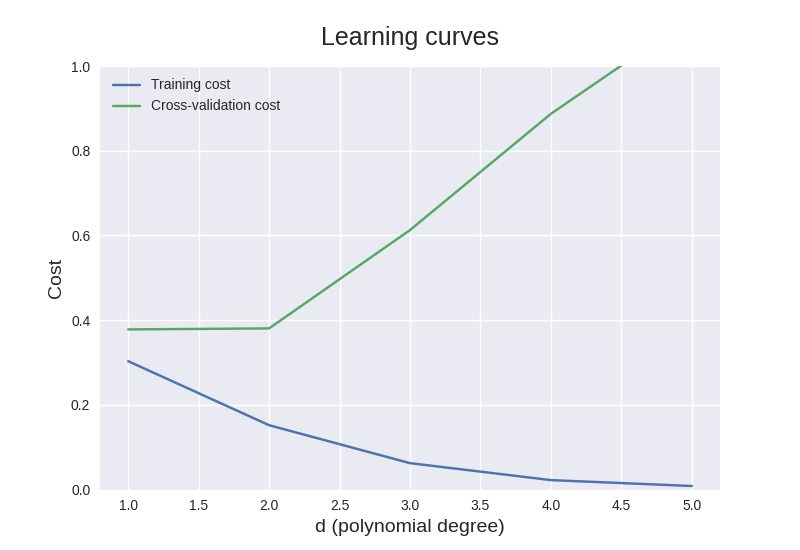 Learning curves
Training cost
Cross-validation cost
1.0
0.8
0.6
0.4
0.2
0.0
Cost
1.0 1.5 2.0 2.5 3.0 3.5 4.0 4.5 5.0
d (polynomial degree)